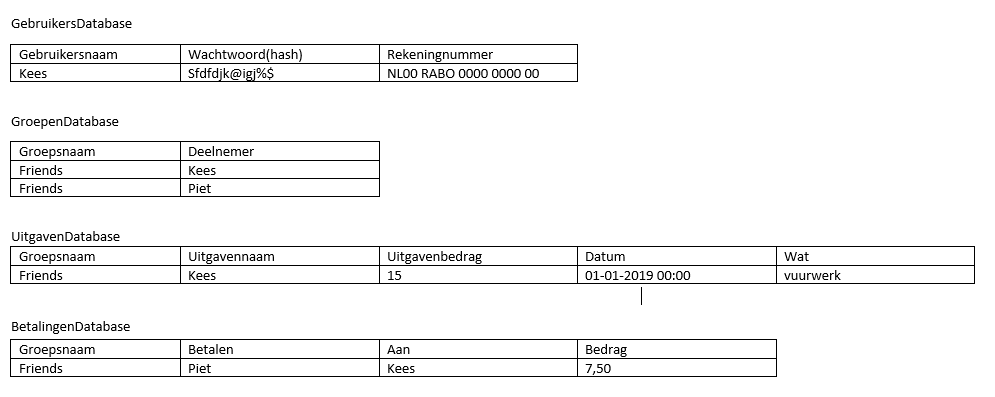 GebruikersDatabase
Gebruikersnaam Wachtwoord(hash) Rekeningnummer
Kees Sfdfdjk@igj%$ NL00 RABO 0000 0000 00
GroepenDatabase
Groepsnaam Deelnemer
Friends Kees
Friends Piet
UitgavenDatabase
Groepsnaam Uitgavennaam Uitgavenbedrag Datum Wat
Friends Kees 15 01-01-2019 00:00 vuurwerk
BetalingenDatabase
Groepsnaam Betalen Aan Bedrag
Friends Piet Kees 7,50